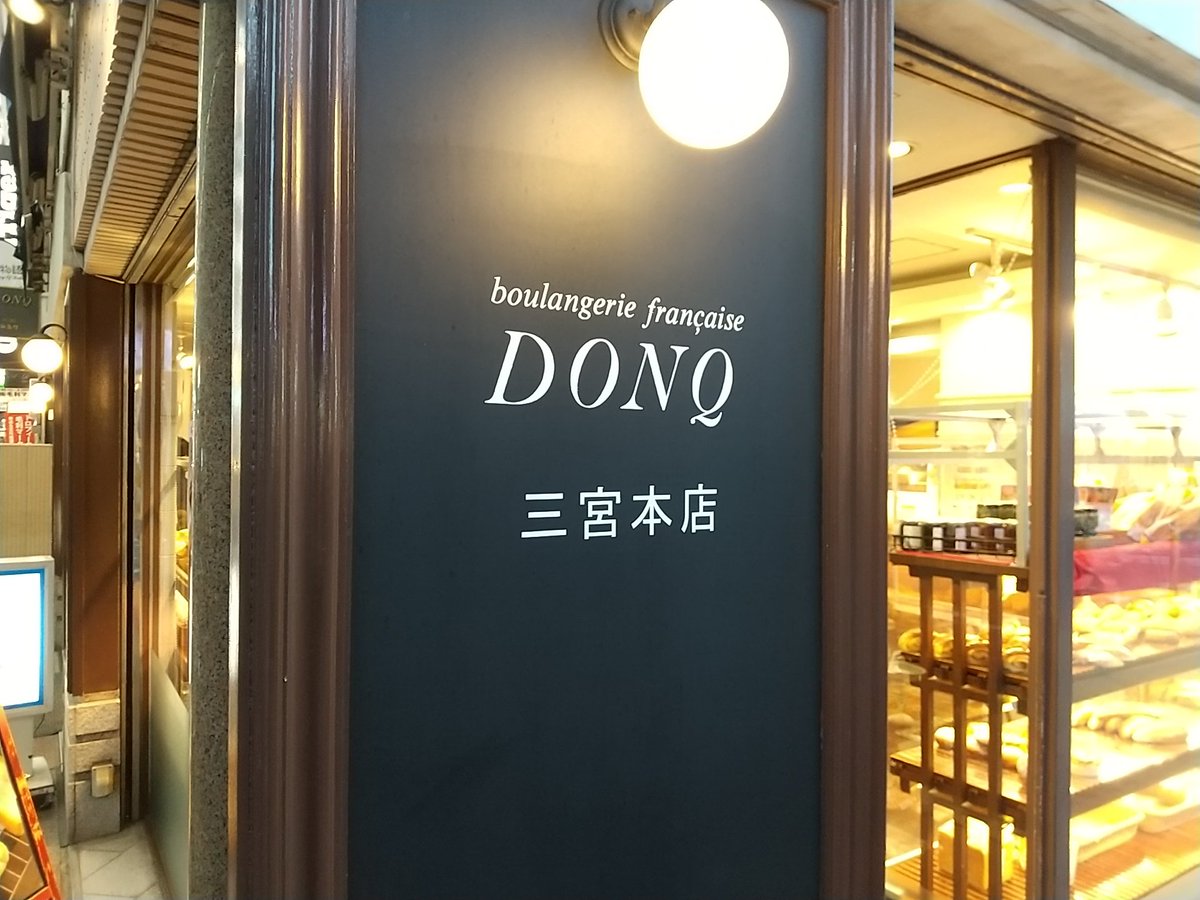 boulangerie française
DONQ
三宮本店